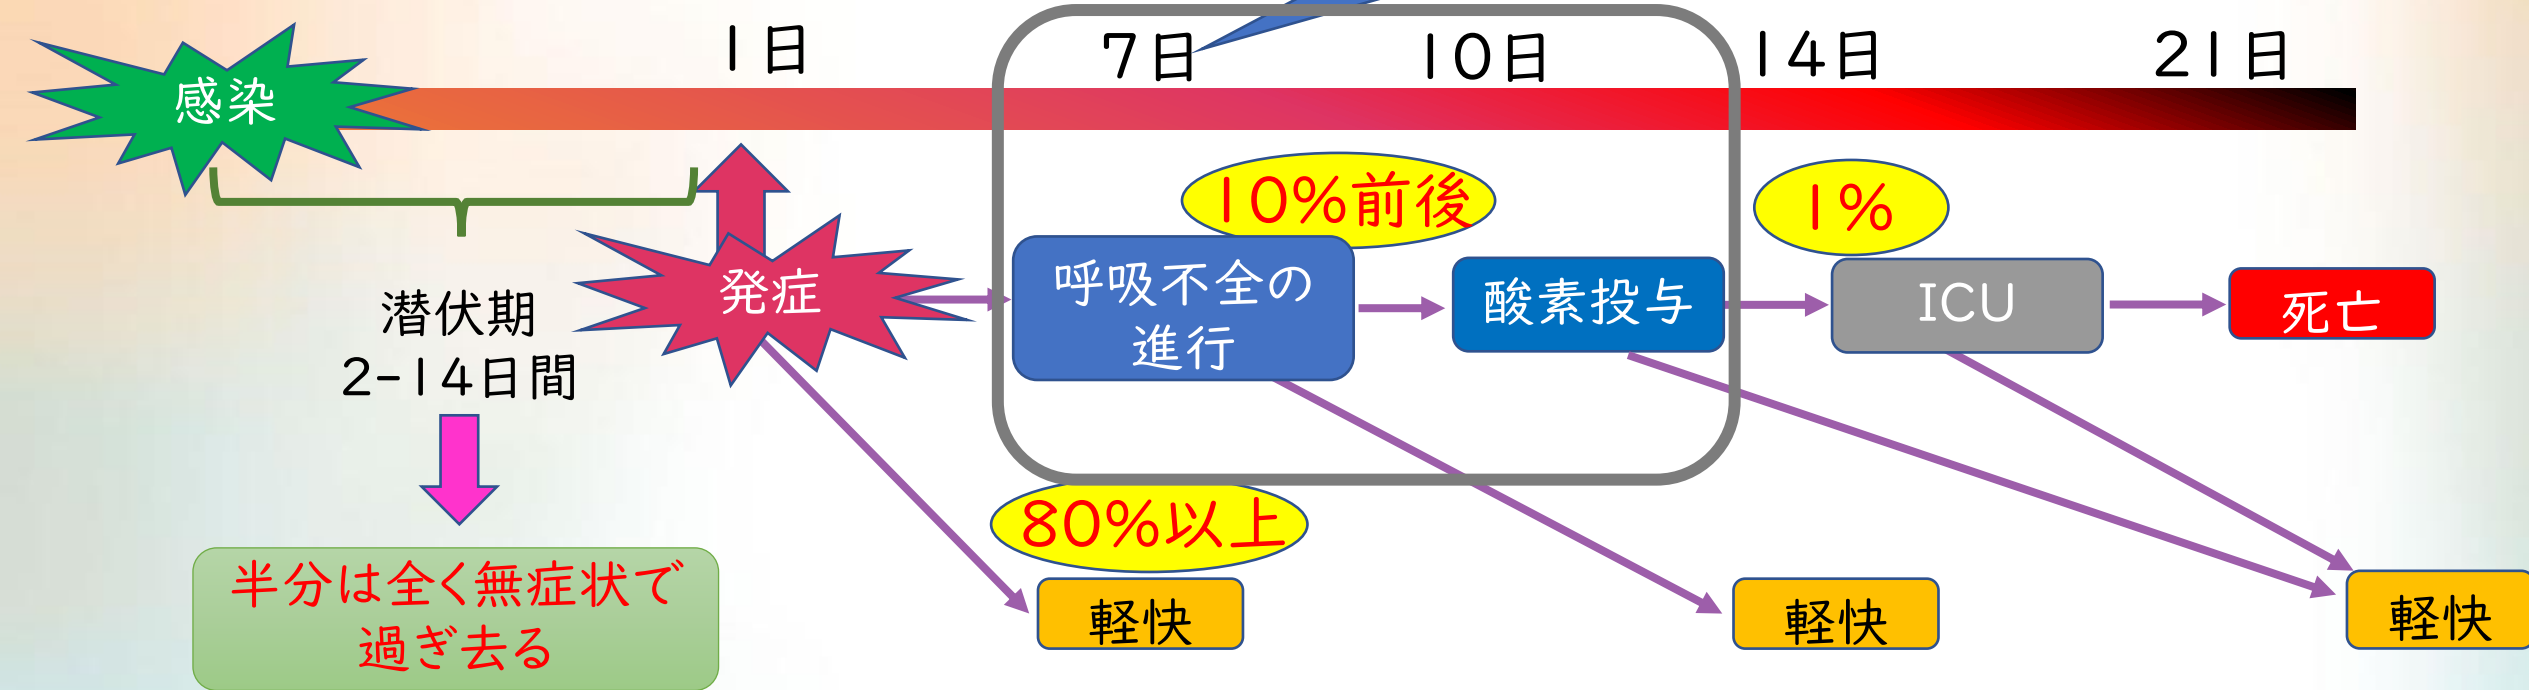 1日
7日
10日
14日
21日
感染
10%前後
1%
発症
呼吸不全の
進行
酸素投与
ICU
死亡
潜伏期
2-14日間
80%以上
半分は全く無症状で
過ぎ去る
軽快
軽快
軽快